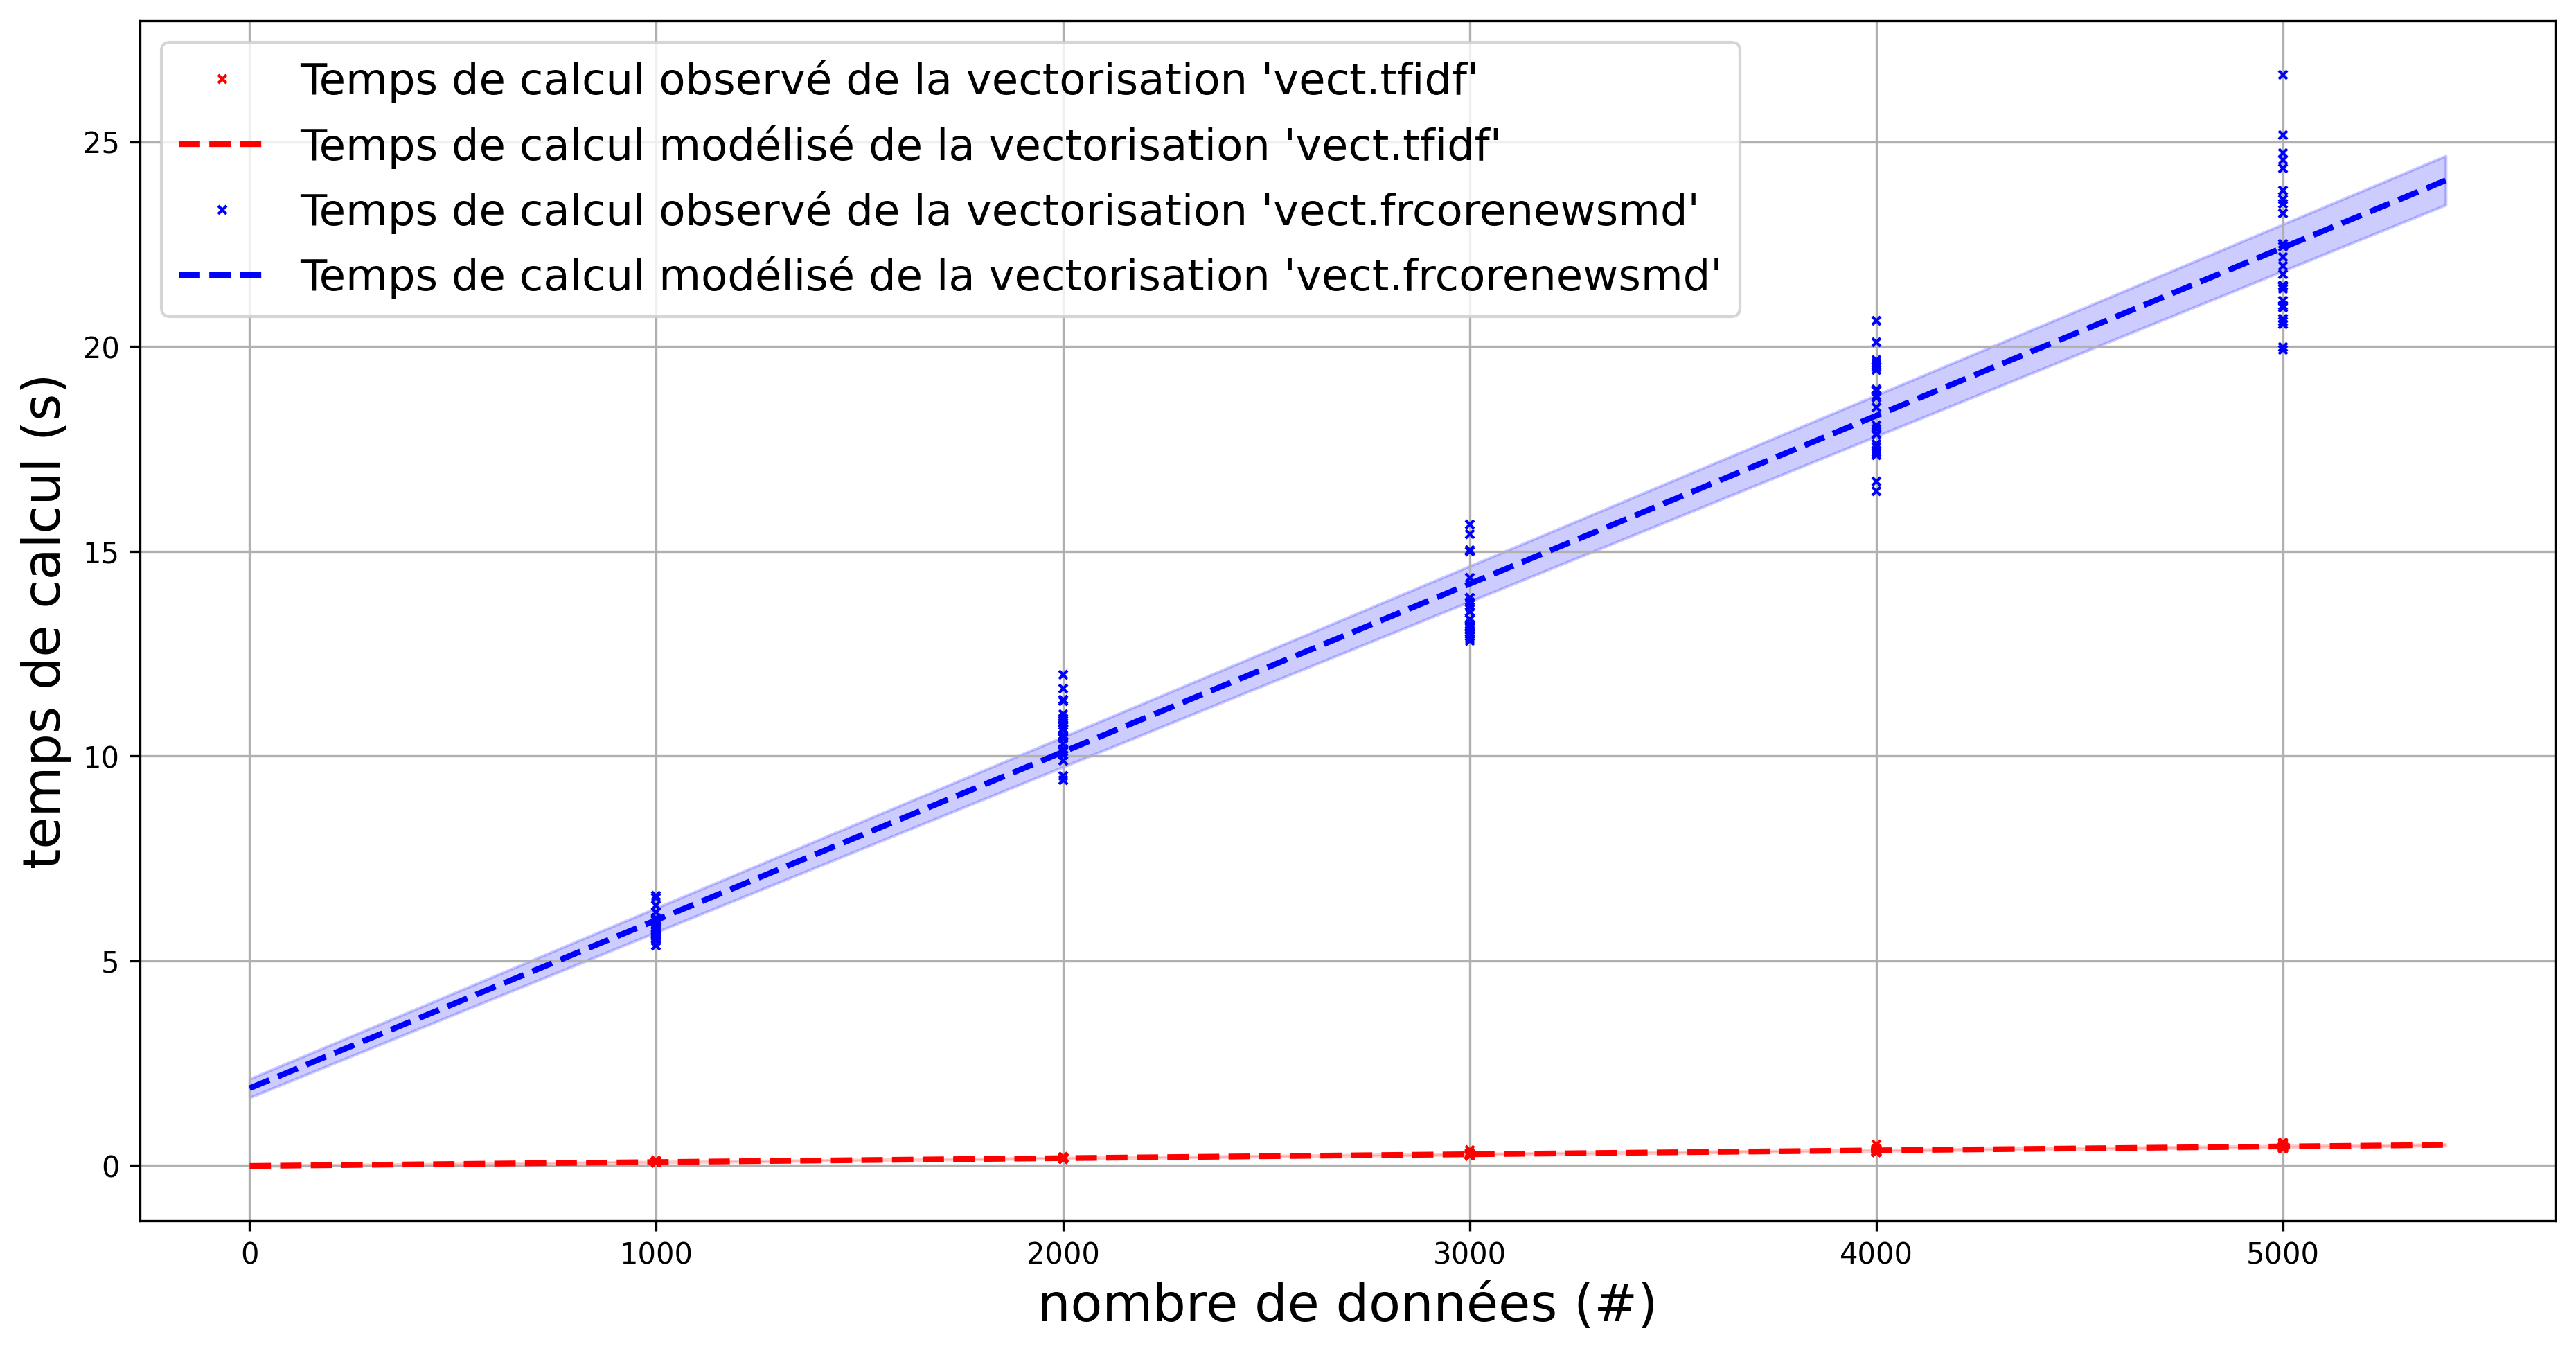 Temps de calcul observé de la vectorisation 'vect.tfidf'
Temps de calcul modélisé de la vectorisation 'vect.tfidf'
Temps de calcul observé de la vectorisation 'vect.frcorenewsmd'
Temps de calcul modélisé de la vectorisation 'vect.frcorenewsmd'
temps de calcul (s)
25
20
15
10
5
0
0 1000 2000 3000 4000 5000
nombre de données (#)